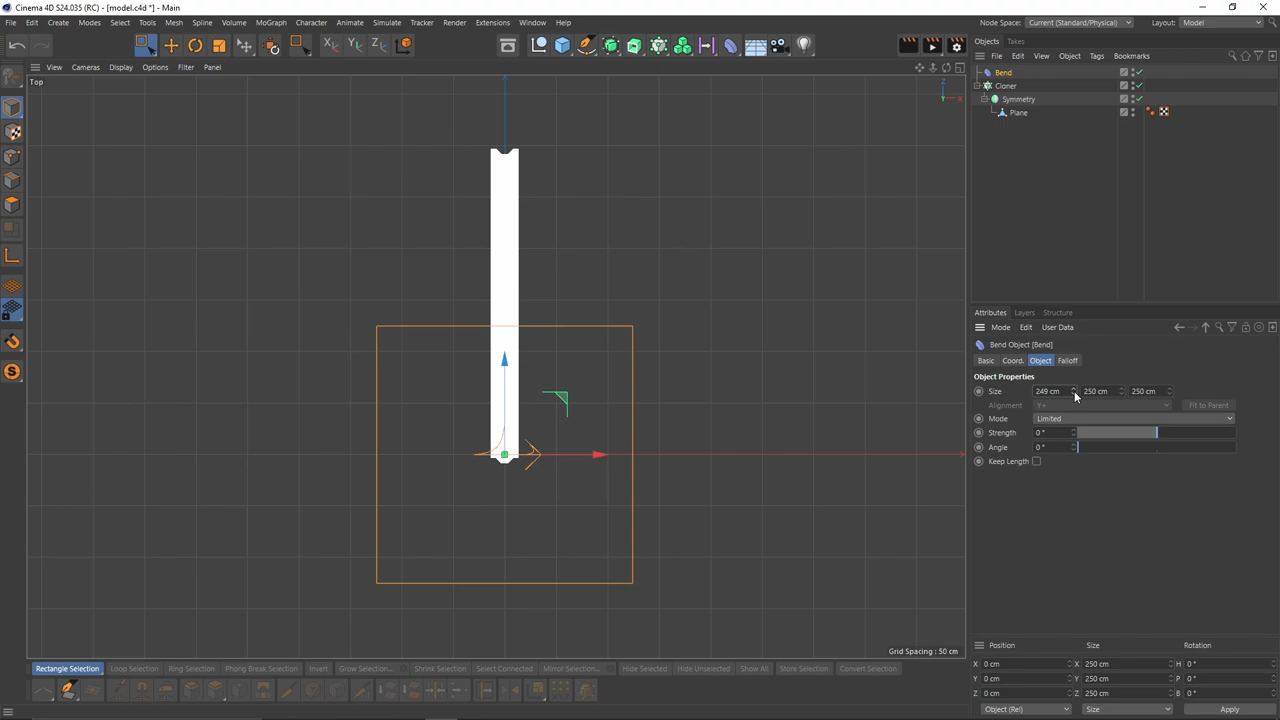 Cinema 4D S24.035 (RC) - [model.c4d *] - Main
File Edit Create Modes Select Tools Mesh Spline Volume MoGraph Character Animate Simulate Tracker Render Extensions Window Help
Node Space: Current (Standard/Physical) Layout: Model
View Cameras Display Options Filter Panel
Top
Grid Spacing : 50 cm
Objects Takes
File Edit View Object Tags Bookmarks
Bend
Cloner
Symmetry
Plane
Attributes Layers Structure
Mode Edit User Data
Bend Object [Bend]
Basic Coord. Object Falloff
Object Properties
Size 249 cm 250 cm 250 cm
Alignment Y+ Fit to Parent
Mode Limited
Strength 0 °
Angle 0 °
Keep Length
Rectangle Selection Loop Selection Ring Selection Phong Break Selection Invert Grow Selection... Shrink Selection Select Connected Mirror Selection... Hide Selected Hide Unselected Show All Store Selection Convert Selection
Position Size Rotation
X 0 cm X 250 cm H 0 °
Y 0 cm Y 250 cm P 0 °
Z 0 cm Z 250 cm B 0 °
Object (Rel) Size Apply